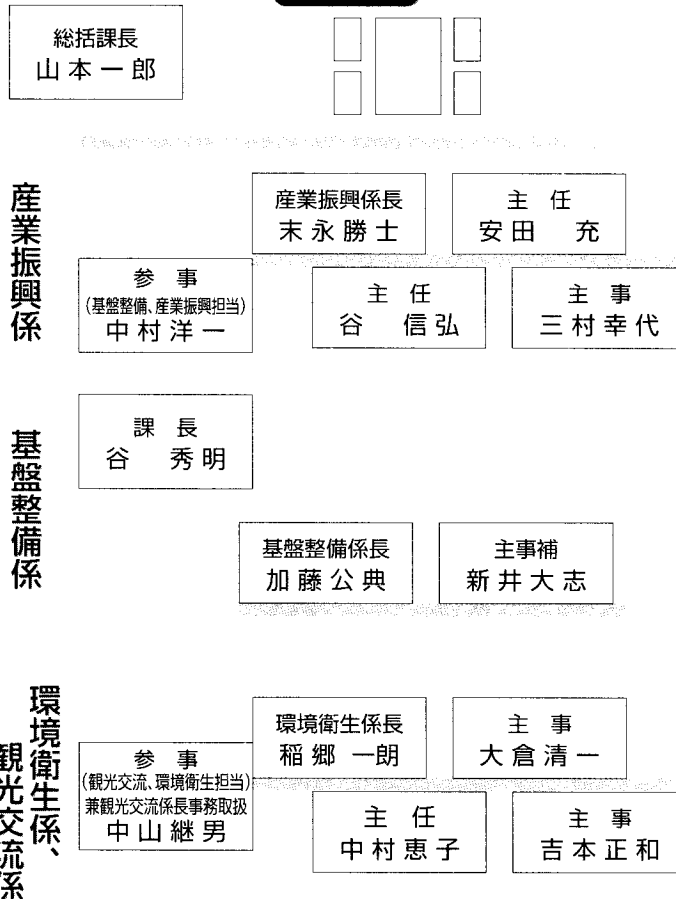 総括課長
山本一郎
産業振興係
産業振興係長
末永勝士
主 任
安田 充
参 事
(基盤整備、産業振興担当)
中村洋一
主 任
谷 信弘
主 事
三村幸代
基盤整備係
課 長
谷 秀明
基盤整備係長
加藤公典
主事補
新井大志
環境衛生係、
観光交流係
環境衛生係長
稲郷一朗
主 事
大倉清一
参 事
(観光交流、環境衛生担当)
兼観光交流係長事務取扱
中山継男
主 任
中村恵子
主 事
吉本正和